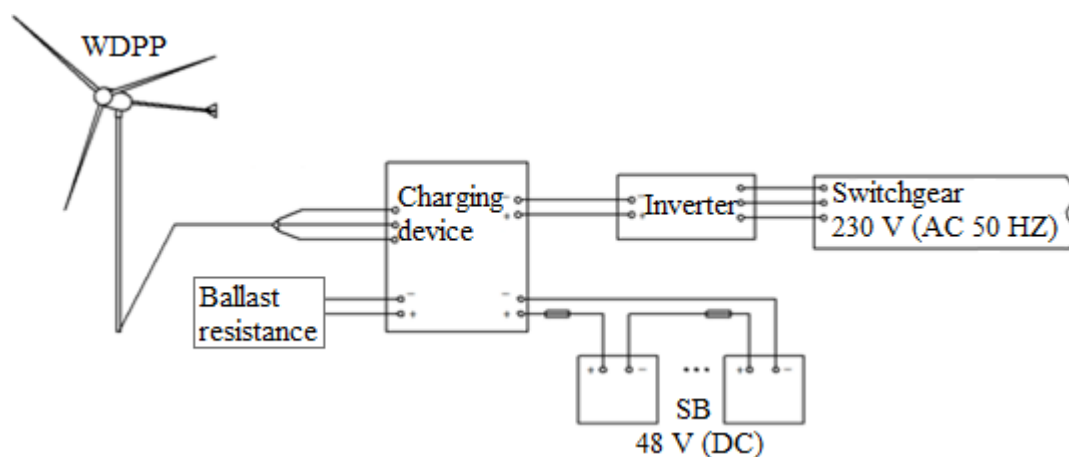 WDPP
Charging
device
-
+
-
+
Inverter
Switchgear
230 V (AC 50 HZ)
Ballast
resistance
-
+
-
+
+ - ... + -
SB
48 V (DC)